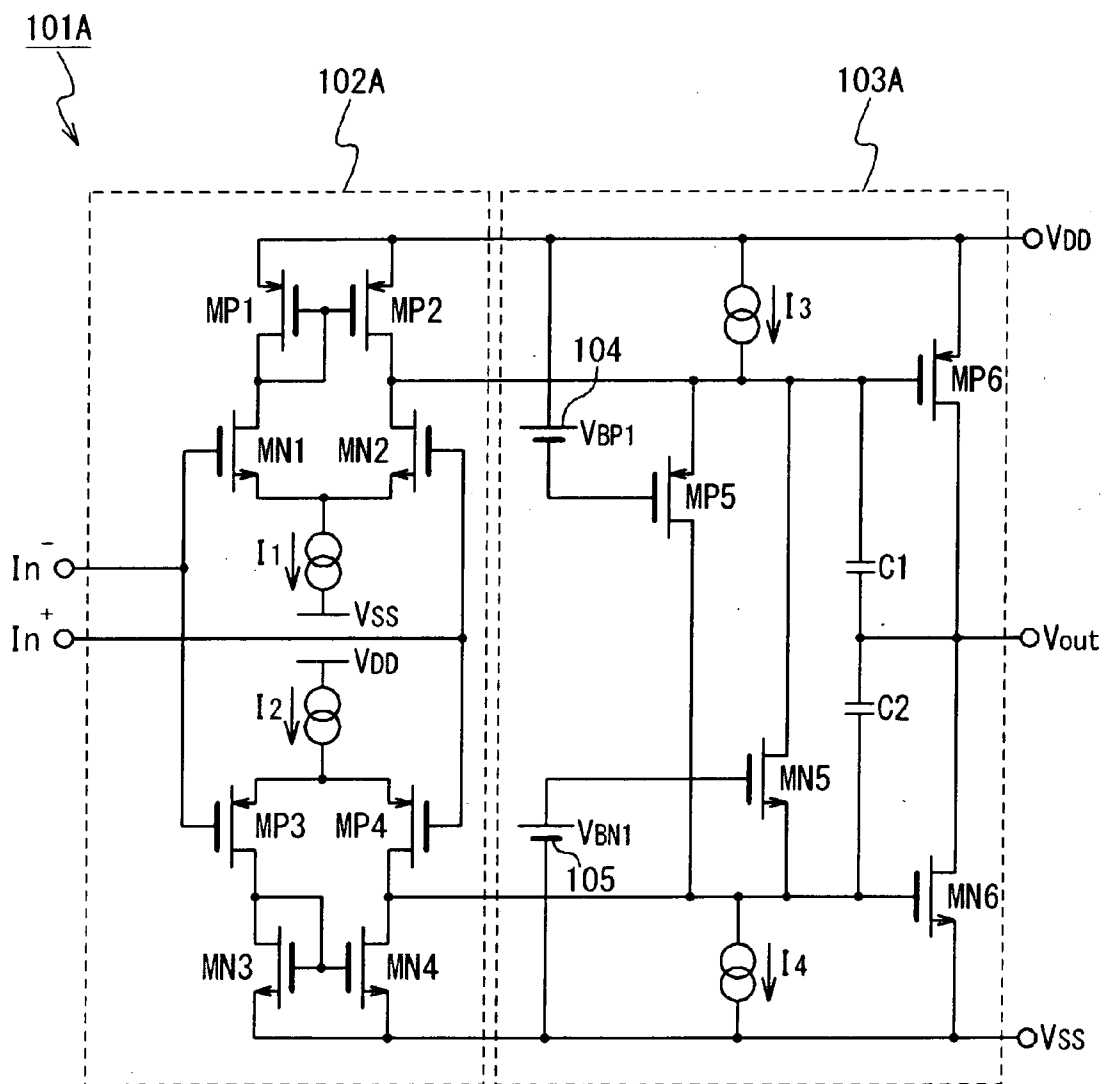 101A
102A
103A
VDD
MP1
MP2
I3
104
MP6
VBP1
MN1
MN2
MP5
In-
I1
C1
VSS
In+
Vout
VDD
I2
C2
MN5
MP3
MP4
VBN1
105
MN6
MN3
MN4
I4
VSS